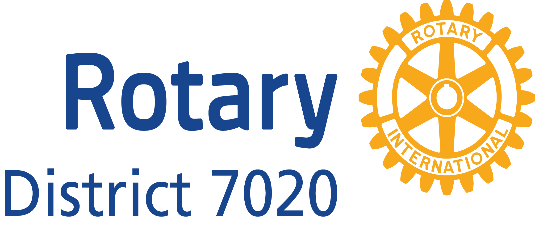 Rotary
District 7020
ROTARY
INTERNATIONAL